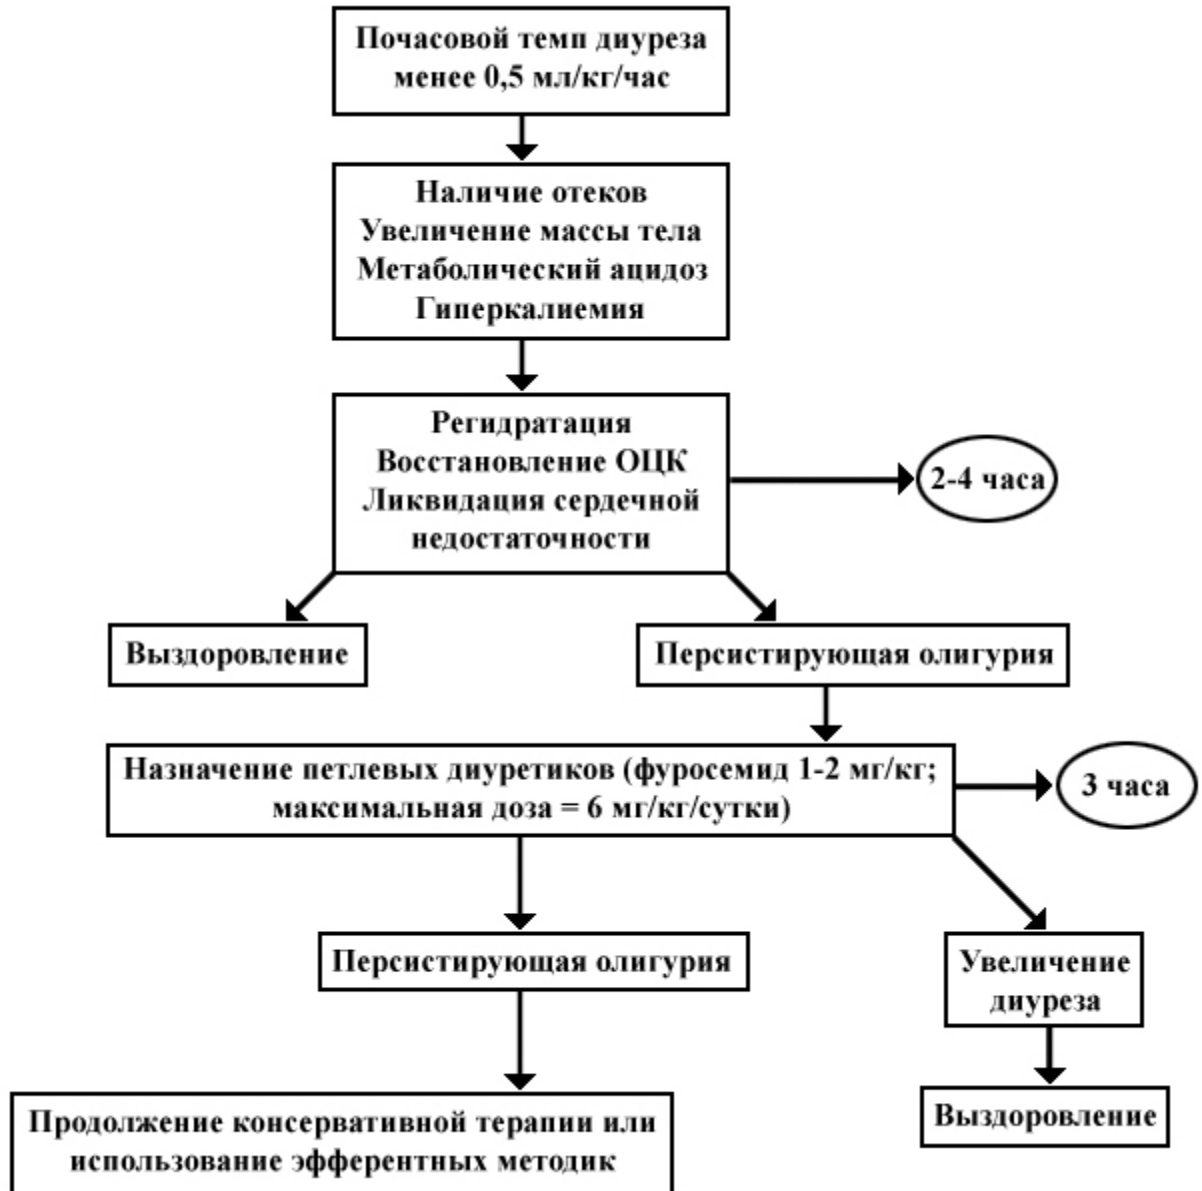 Почасовой темп диуреза
менее 0,5 мл/кг/час
Наличие отеков
Увеличение массы тела
Метаболический ацидоз
Гиперкалиемия
Регидратация
Восстановление ОЦК
Ликвидация сердечной
недостаточности
2-4 часа
Выздоровление
Персистирующая олигурия
Назначение петлевых диуретиков (фуросемид 1-2 мг/кг;
максимальная доза = 6 мг/кг/сутки)
3 часа
Персистирующая олигурия
Увеличение
диуреза
Продолжение консервативной терапии или
использование эфферентных методик
Выздоровление